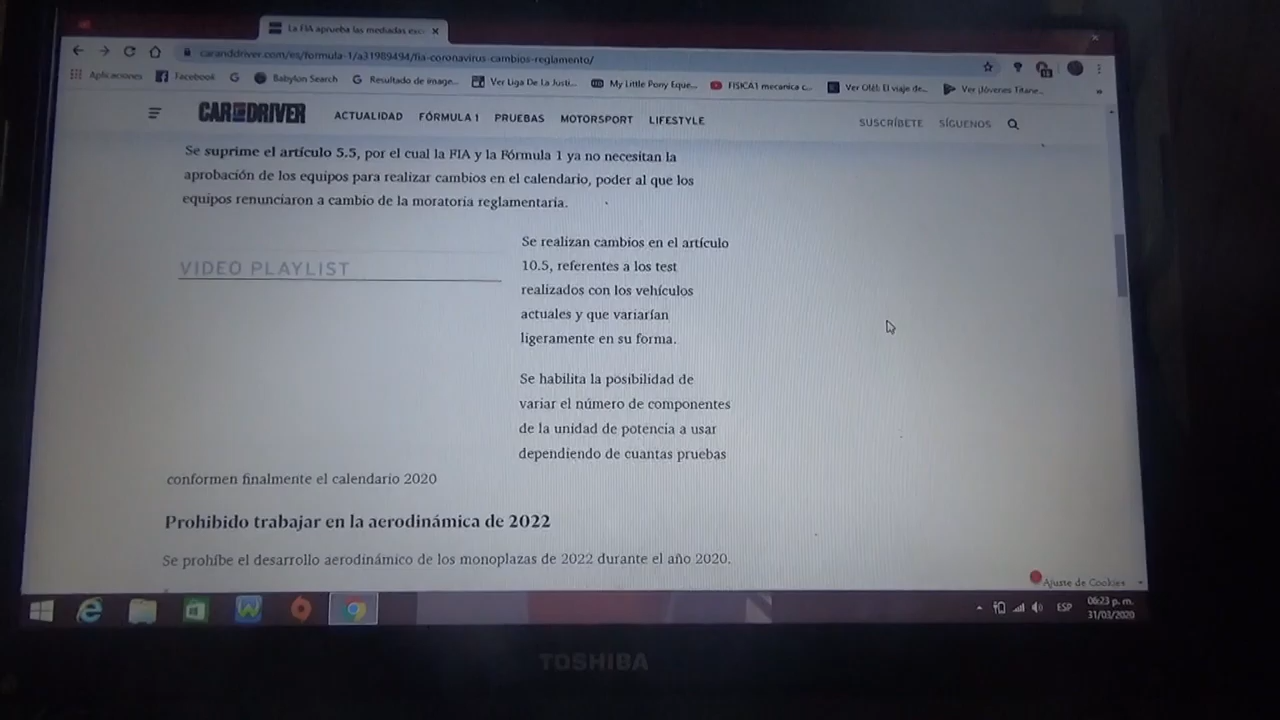 La FIA aprueba las mediadas exc
caranddriver.com/es/formula-1/a31989494/fia-coronavirus-cambios-reglamento/
Aplicaciones Facebook Babylon Search Resultado de image... Ver Liga De La Justi... My Little Pony Eque... FISICA1 mecanica c... Ver Olé!: El viaje de... Ver ¡Jóvenes Titane...
CAR AND DRIVER ACTUALIDAD FÓRMULA 1 PRUEBAS MOTORSPORT LIFESTYLE SUSCRÍBETE SÍGUENOS
Se suprime el artículo 5.5, por el cual la FIA y la Fórmula 1 ya no necesitan la
aprobación de los equipos para realizar cambios en el calendario, poder al que los
equipos renunciaron a cambio de la moratoria reglamentaria.
VIDEO PLAYLIST
Se realizan cambios en el artículo
10.5, referentes a los test
realizados con los vehículos
actuales y que variarían
ligeramente en su forma.
Se habilita la posibilidad de
variar el número de componentes
de la unidad de potencia a usar
dependiendo de cuantas pruebas
conformen finalmente el calendario 2020
Prohibido trabajar en la aerodinámica de 2022
Se prohíbe el desarrollo aerodinámico de los monoplazas de 2022 durante el año 2020.
Ajuste de Cookies
ESP 06:23 p. m.
31/03/2020
TOSHIBA